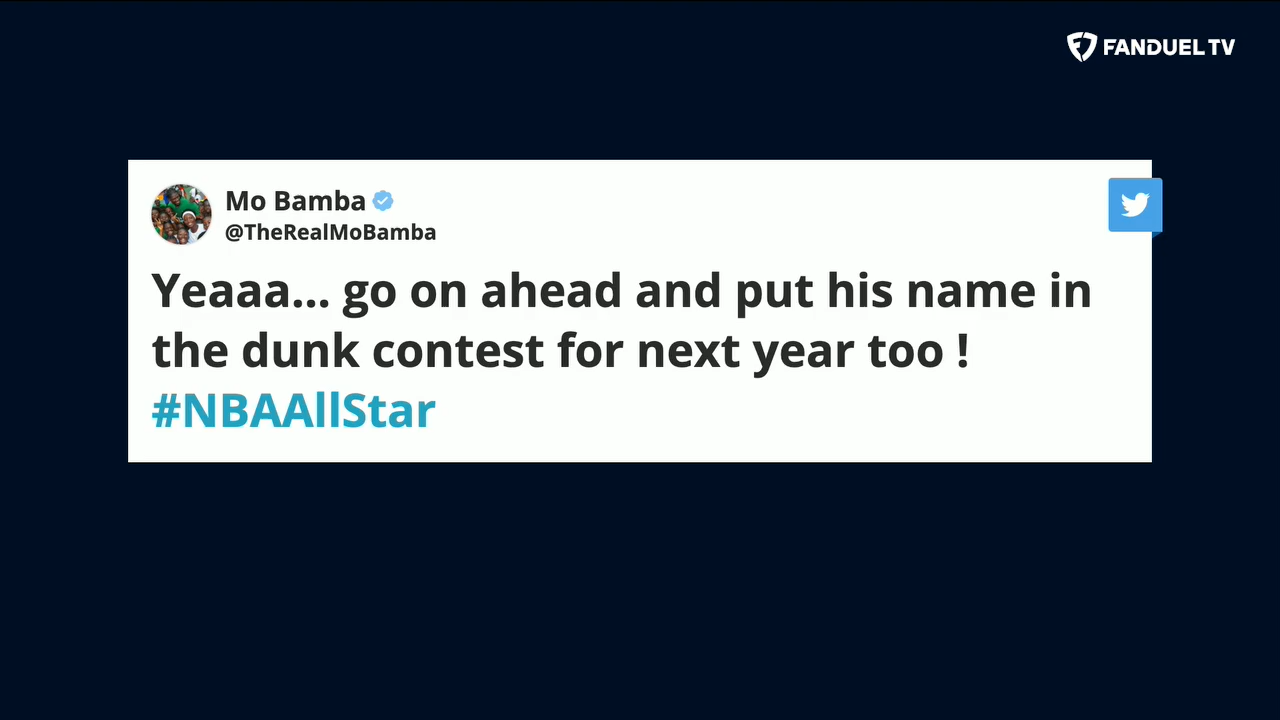 FANDUEL TV
Mo Bamba
@TheRealMoBamba
Yeaaa... go on ahead and put his name in
the dunk contest for next year too !
#NBAAllStar